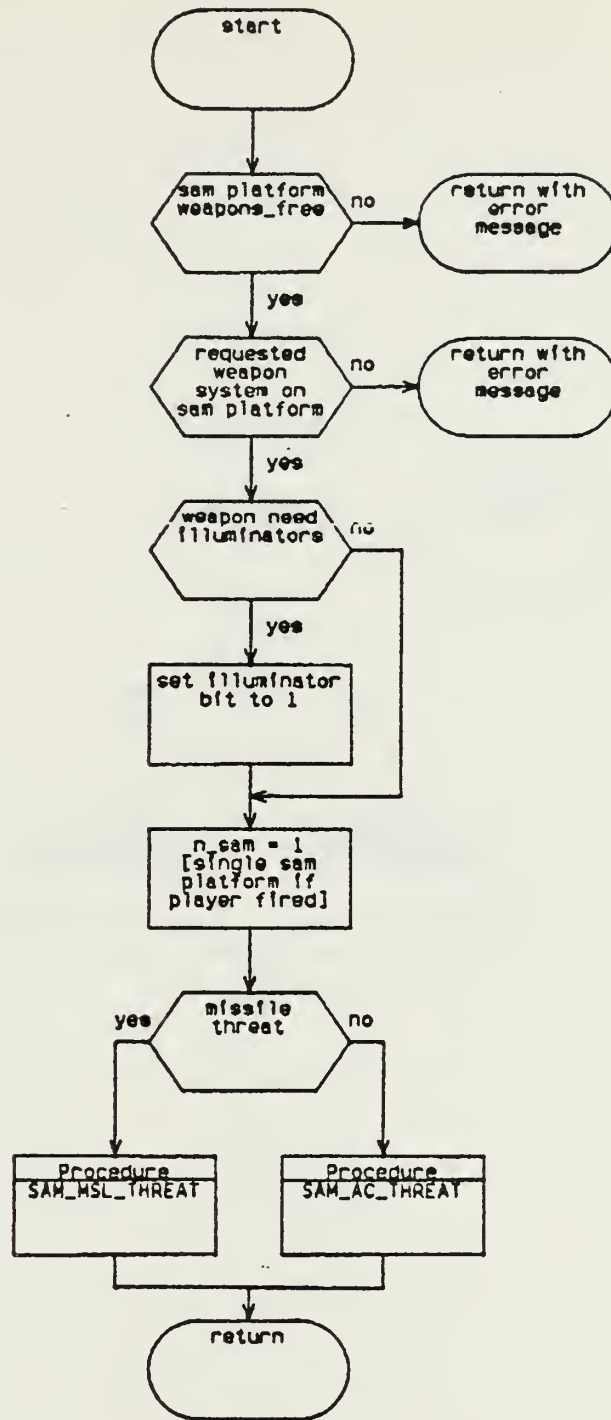 start
sam platform
weapons_free
no
return with
error
message
yes
requested
weapon
system on
sam platform
no
return with
error
message
yes
weapon need
illuminators
no
yes
set illuminator
bit to 1
n_sam = 1
[single sam
platform if
player fired]
missile
threat
yes
no
Procedure
SAM_MSL_THREAT
Procedure
SAM_AC_THREAT
return